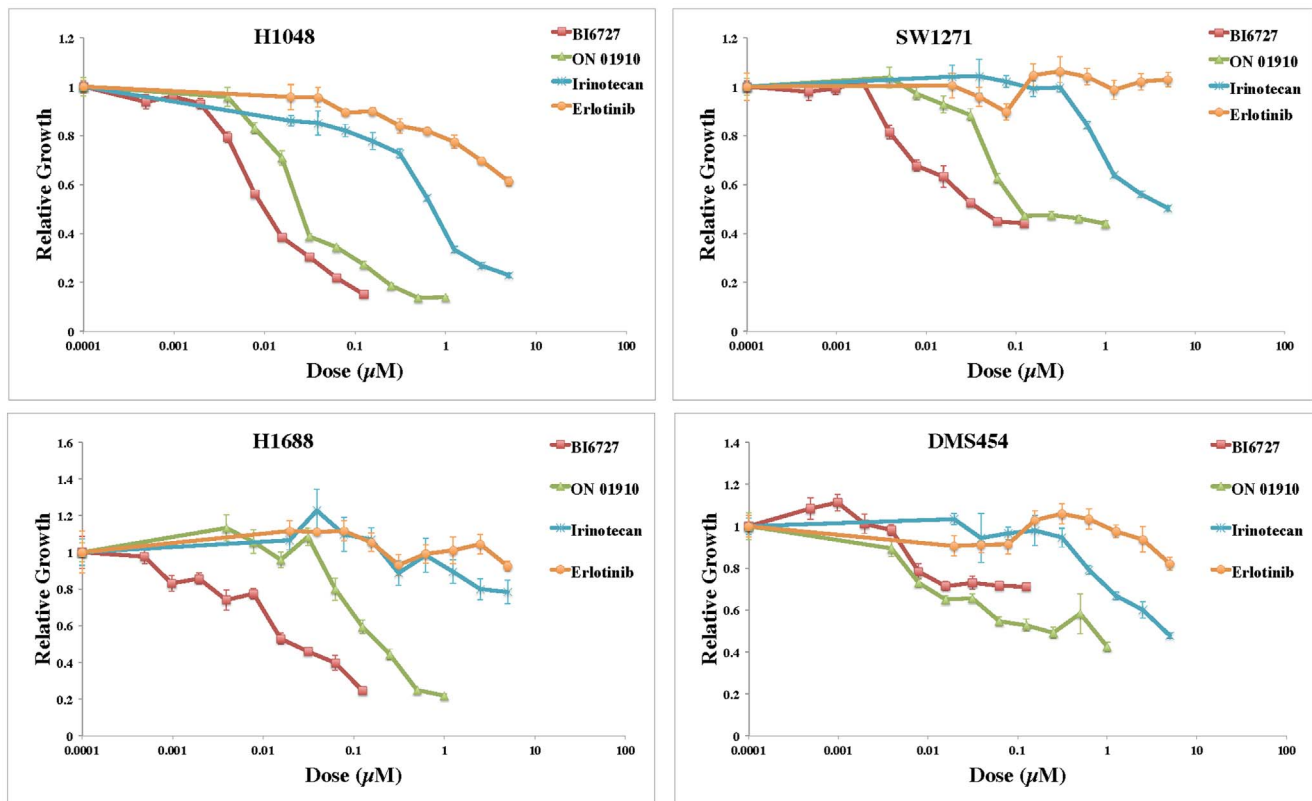 H1048
BI6727
ON 01910
Irinotecan
Erlotinib
Relative Growth
1.2
1
0.8
0.6
0.4
0.2
0
0.0001 0.001 0.01 0.1 1 10 100
Dose (µM)
SW1271
BI6727
ON 01910
Irinotecan
Erlotinib
Relative Growth
1.2
1
0.8
0.6
0.4
0.2
0
0.0001 0.001 0.01 0.1 1 10 100
Dose (µM)
H1688
BI6727
ON 01910
Irinotecan
Erlotinib
Relative Growth
1.6
1.4
1.2
1
0.8
0.6
0.4
0.2
0
0.0001 0.001 0.01 0.1 1 10 100
Dose (µM)
DMS454
BI6727
ON 01910
Irinotecan
Erlotinib
Relative Growth
1.4
1.2
1
0.8
0.6
0.4
0.2
0
0.0001 0.001 0.01 0.1 1 10 100
Dose (µM)